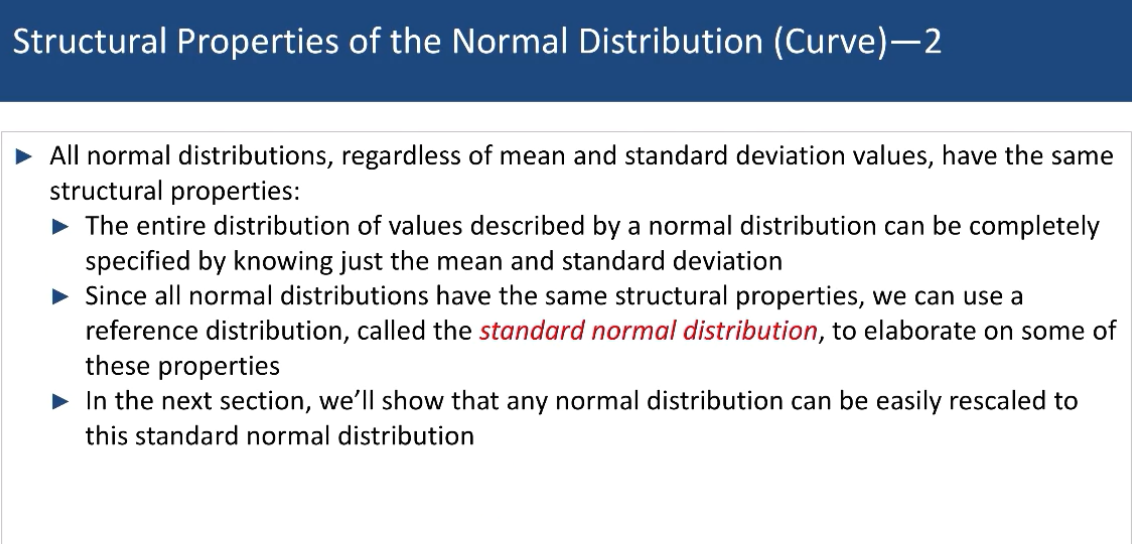 Structural Properties of the Normal Distribution (Curve)—2
► All normal distributions, regardless of mean and standard deviation values, have the same
structural properties:
► The entire distribution of values described by a normal distribution can be completely
specified by knowing just the mean and standard deviation
► Since all normal distributions have the same structural properties, we can use a
reference distribution, called the standard normal distribution, to elaborate on some of
these properties
► In the next section, we’ll show that any normal distribution can be easily rescaled to
this standard normal distribution